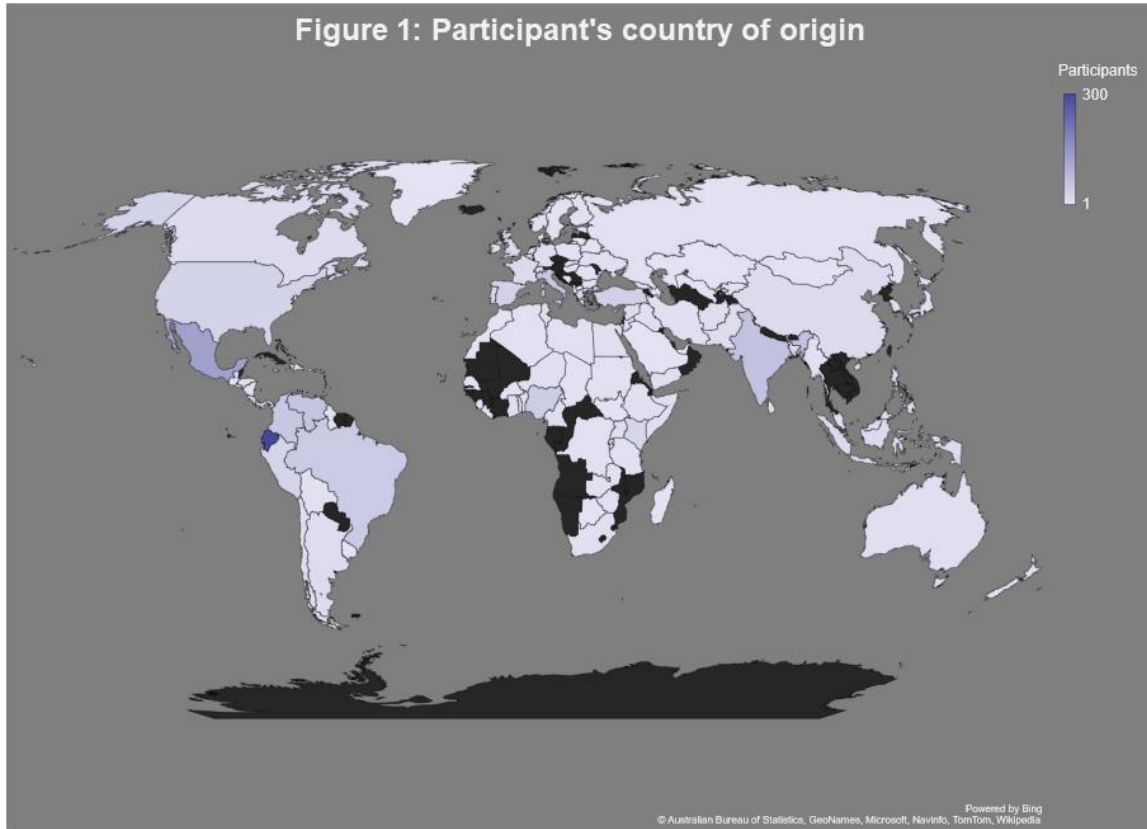 Figure 1: Participant's country of origin
Participants
300
1
Powered by Bing
© Australian Bureau of Statistics, GeoNames, Microsoft, Navinfo, TomTom, Wikipedia